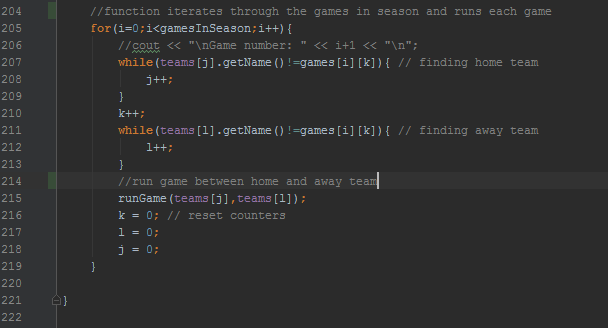 204 //function iterates through the games in season and runs each game
205 for(i=0;i<gamesInSeason;i++){
206 //cout << "\nGame number: " << i+1 << "\n";
207 while(teams[j].getName()!=games[i][k]){ // finding home team
208 j++;
209 }
210 k++;
211 while(teams[l].getName()!=games[i][k]){ // finding away team
212 l++;
213 }
214 //run game between home and away team
215 runGame(teams[j],teams[l]);
216 k = 0; // reset counters
217 l = 0;
218 j = 0;
219 }
220
221 }
222